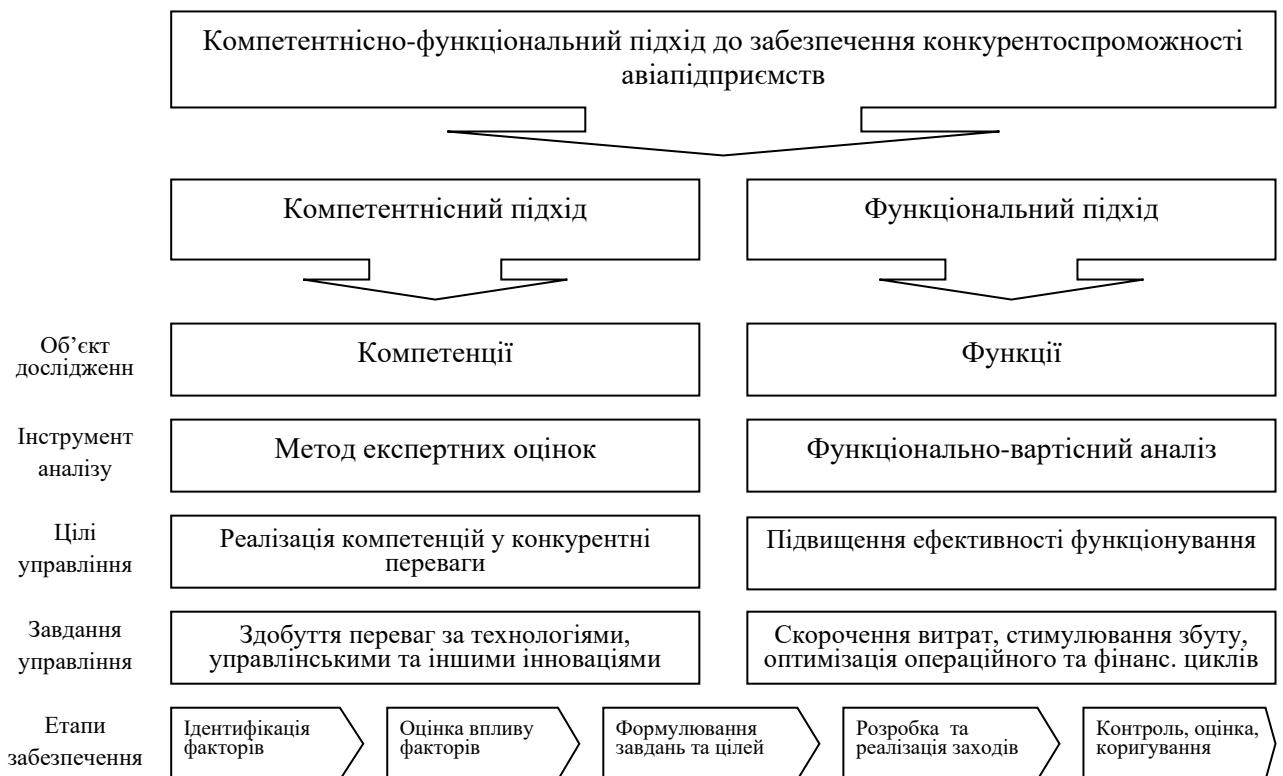 Компетентнісно-функціональний підхід до забезпечення конкурентоспроможності
авіапідприємств
Компетентнісний підхід
Функціональний підхід
Об’єкт
дослідженн
Компетенції
Функції
Інструмент
аналізу
Метод експертних оцінок
Функціонально-вартісний аналіз
Цілі
управління
Реалізація компетенцій у конкурентні
переваги
Підвищення ефективності функціонування
Завдання
управління
Здобуття переваг за технологіями,
управлінськими та іншими інноваціями
Скорочення витрат, стимулювання збуту,
оптимізація операційного та фінанс. циклів
Етапи
забезпечення
Ідентифікація
факторів
Оцінка впливу
факторів
Формулювання
завдань та цілей
Розробка та
реалізація заходів
Контроль, оцінка,
коригування